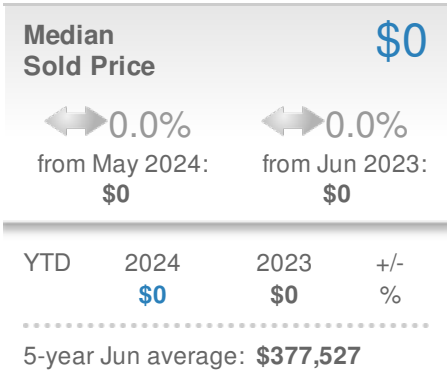 Median $0
Sold Price
0.0% 0.0%
from May 2024: from Jun 2023:
$0 $0
YTD 2024 2023 +/-
$0 $0 %
5-year Jun average: $377,527